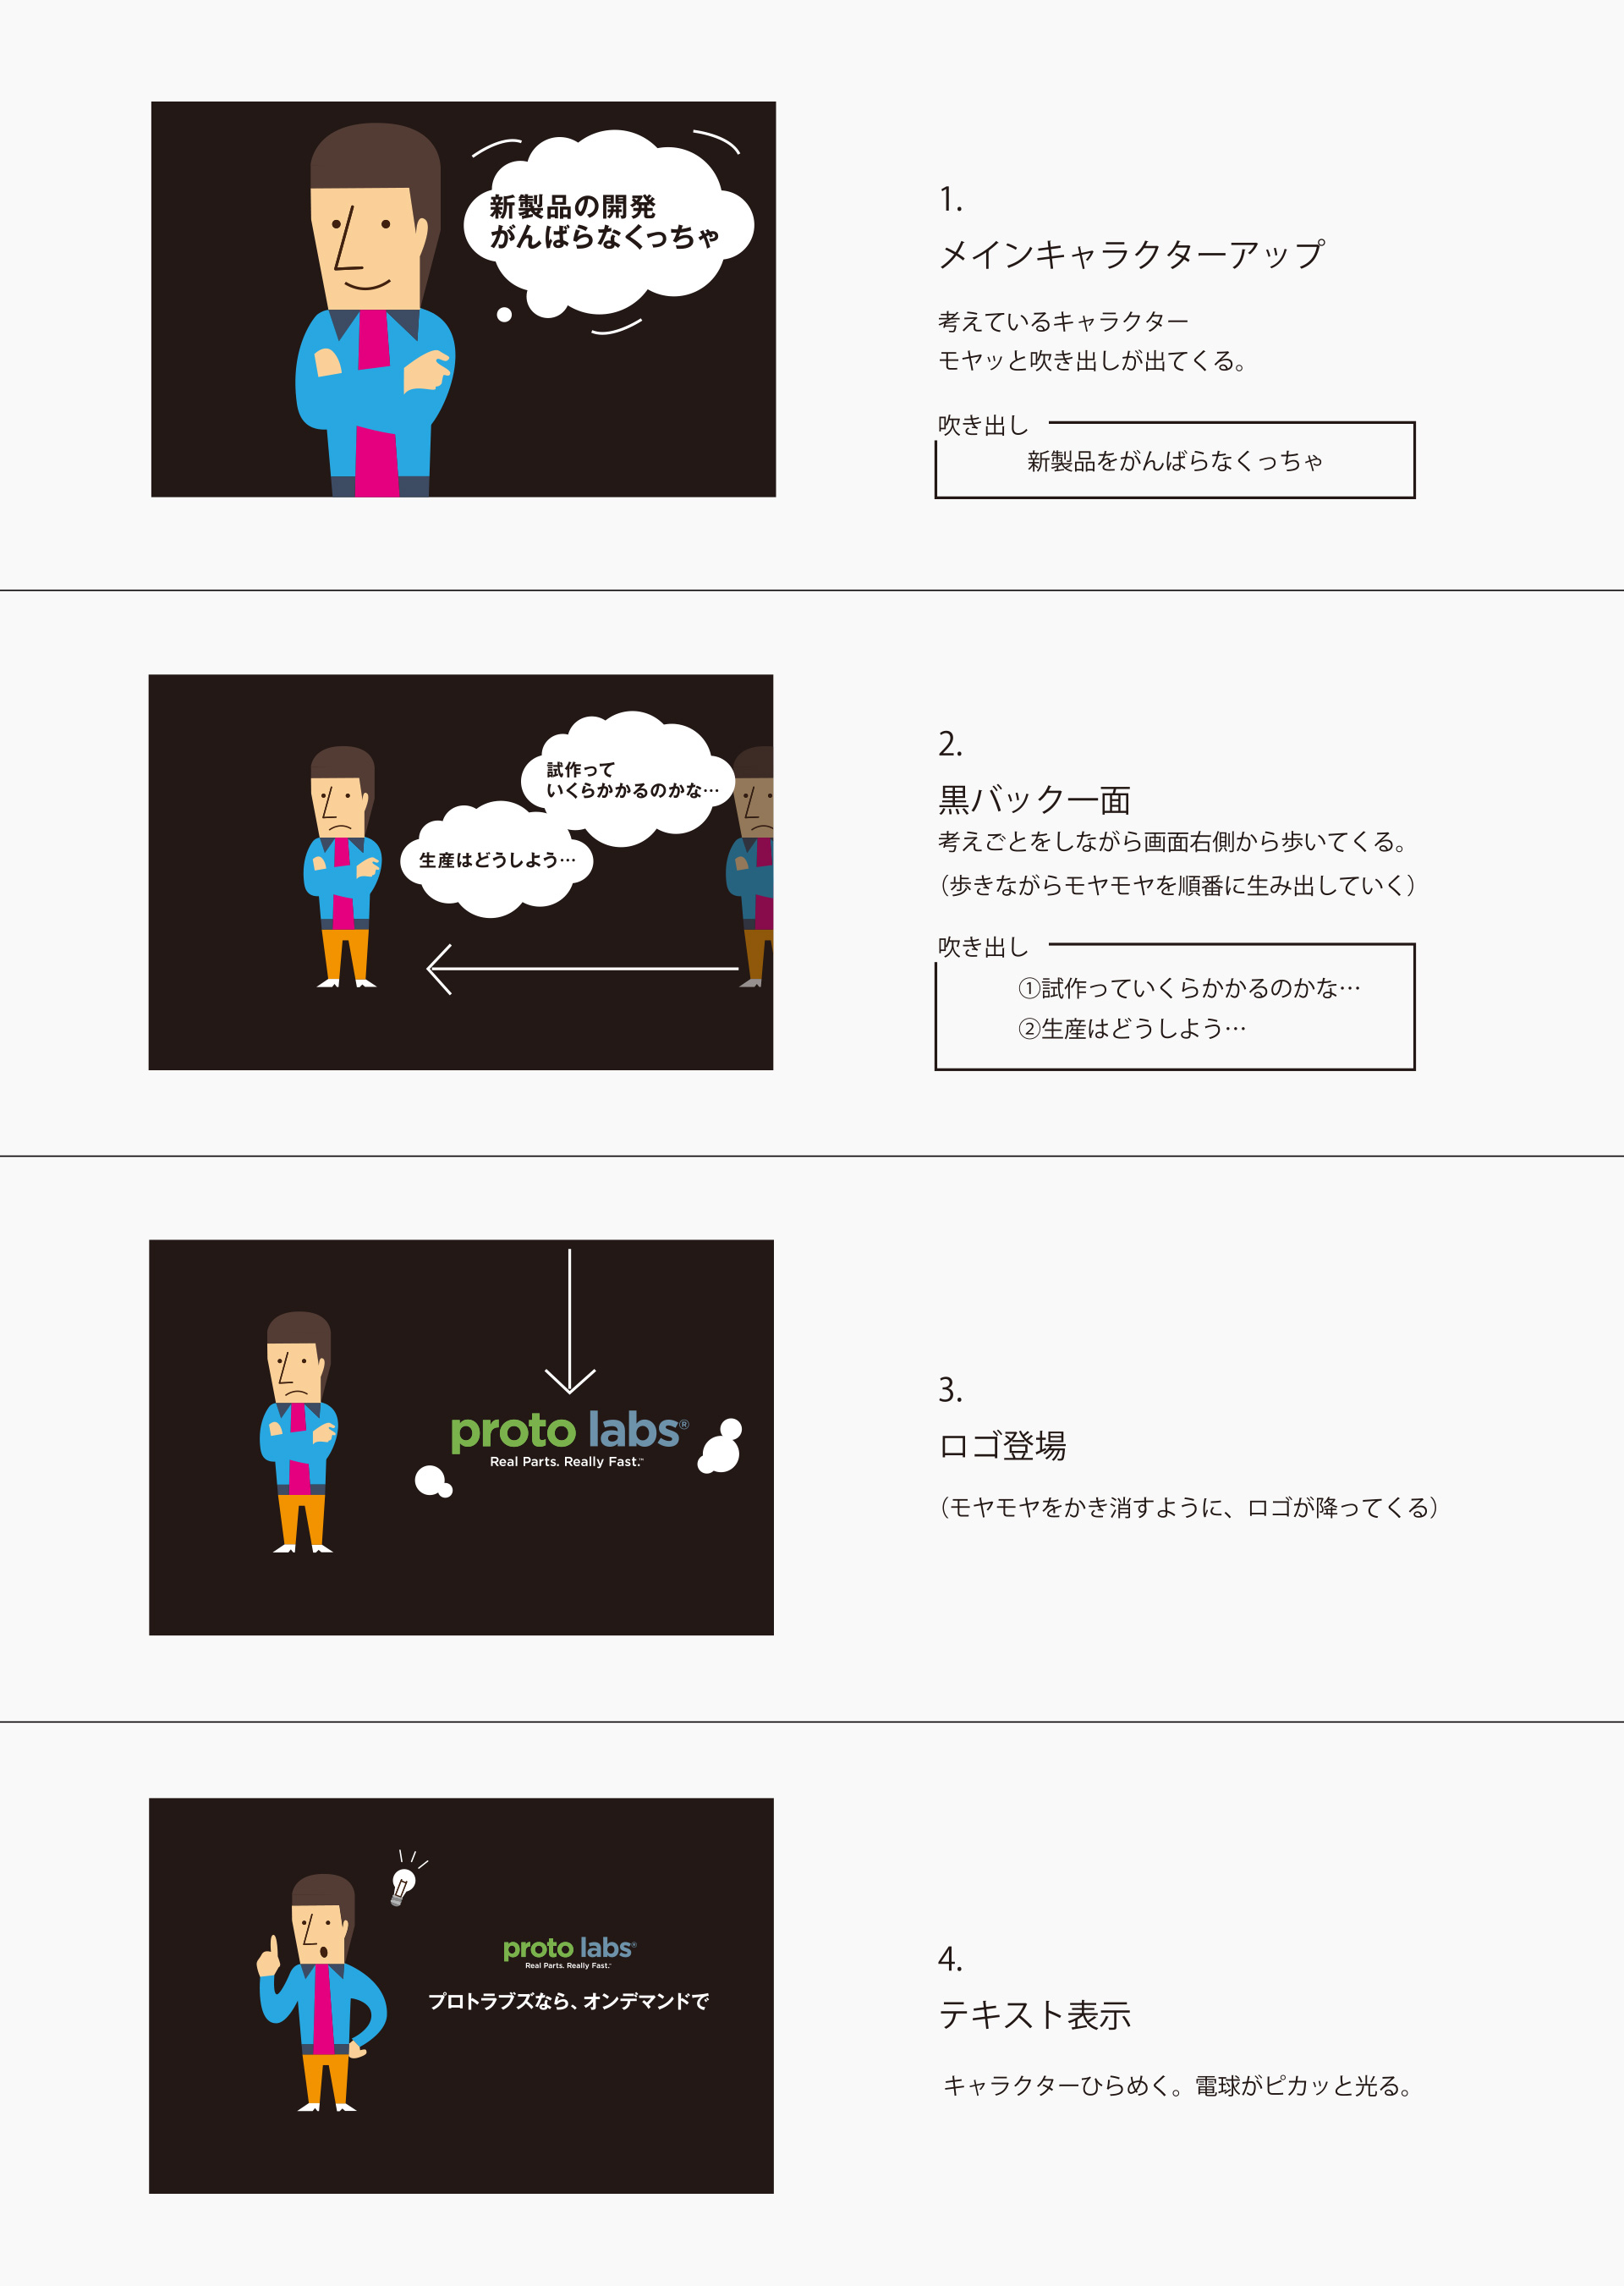 新製品の開発
がんばらなくっちゃ
1.
メインキャラクターアップ
考えているキャラクター
モヤッと吹き出しが出てくる。
吹き出し
新製品をがんばらなくっちゃ
試作って
いくらかかるのかな…
生産はどうしよう…
2.
黒バック一面
考えごとをしながら画面右側から歩いてくる。
（歩きながらモヤモヤを順番に生み出していく）
吹き出し
①試作っていくらかかるのかな…
②生産はどうしよう…
proto labs®
Real Parts. Really Fast.™
3.
ロゴ登場
（モヤモヤをかき消すように、ロゴが降ってくる）
proto labs®
Real Parts. Really Fast.™
プロトラブズなら、オンデマンドで
4.
テキスト表示
キャラクターひらめく。電球がピカッと光る。